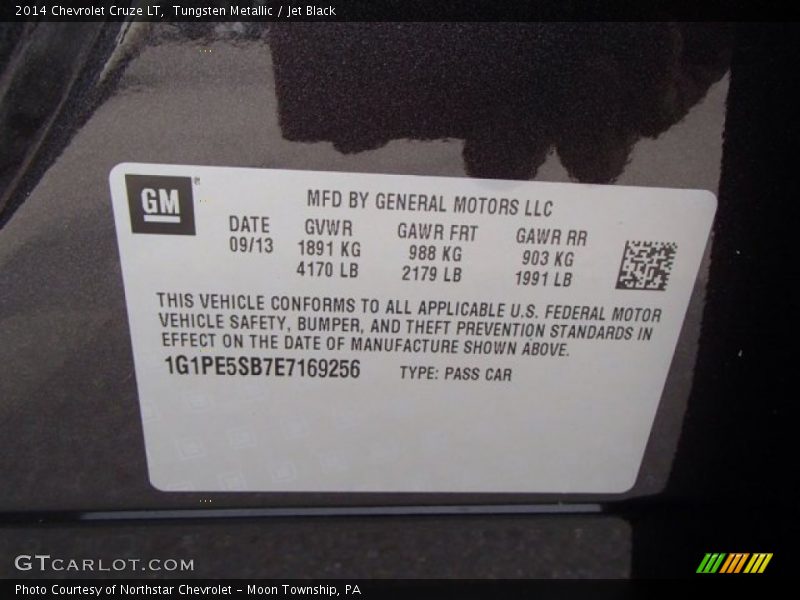 2014 Chevrolet Cruze LT,  Tungsten Metallic / Jet Black
GM
MFD BY GENERAL MOTORS LLC
DATE GVWR GAWR FRT GAWR RR
09/13 1891 KG 988 KG 903 KG
4170 LB 2179 LB 1991 LB
THIS VEHICLE CONFORMS TO ALL APPLICABLE U.S. FEDERAL MOTOR
VEHICLE SAFETY, BUMPER, AND THEFT PREVENTION STANDARDS IN
EFFECT ON THE DATE OF MANUFACTURE SHOWN ABOVE.
1G1PE5SB7E7169256 TYPE: PASS CAR
GTCARLOT.COM
Photo Courtesy of Northstar Chevrolet - Moon Township, PA